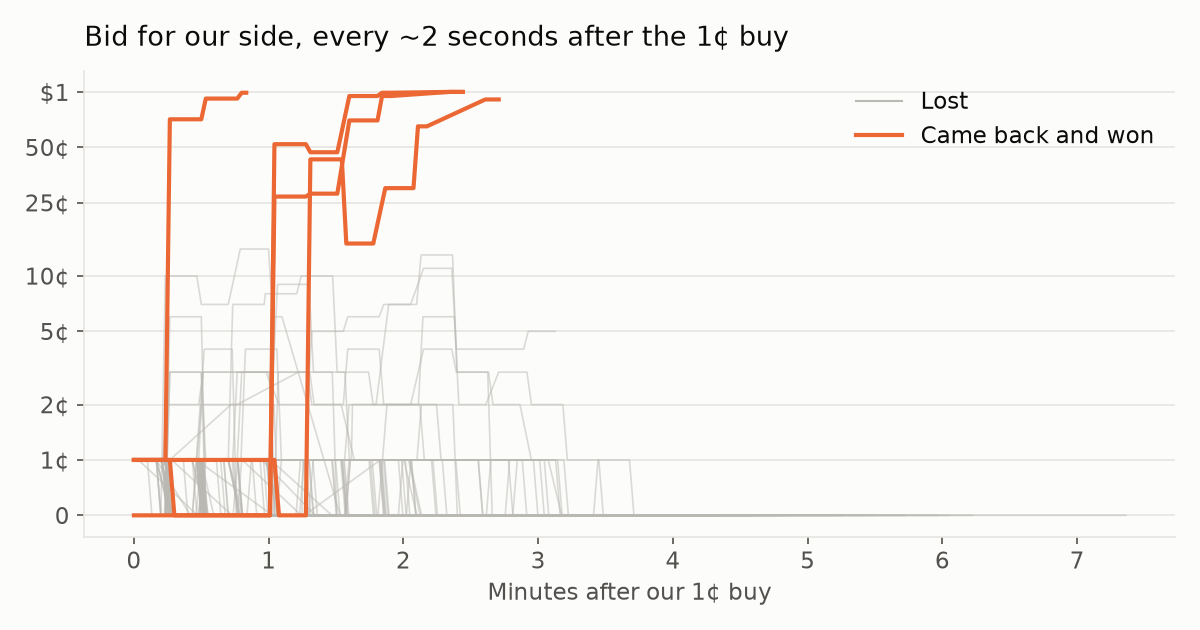 Bid for our side, every ~2 seconds after the 1¢ buy
$1
50¢
25¢
10¢
5¢
2¢
1¢
0
Lost
Came back and won
0 1 2 3 4 5 6 7
Minutes after our 1¢ buy